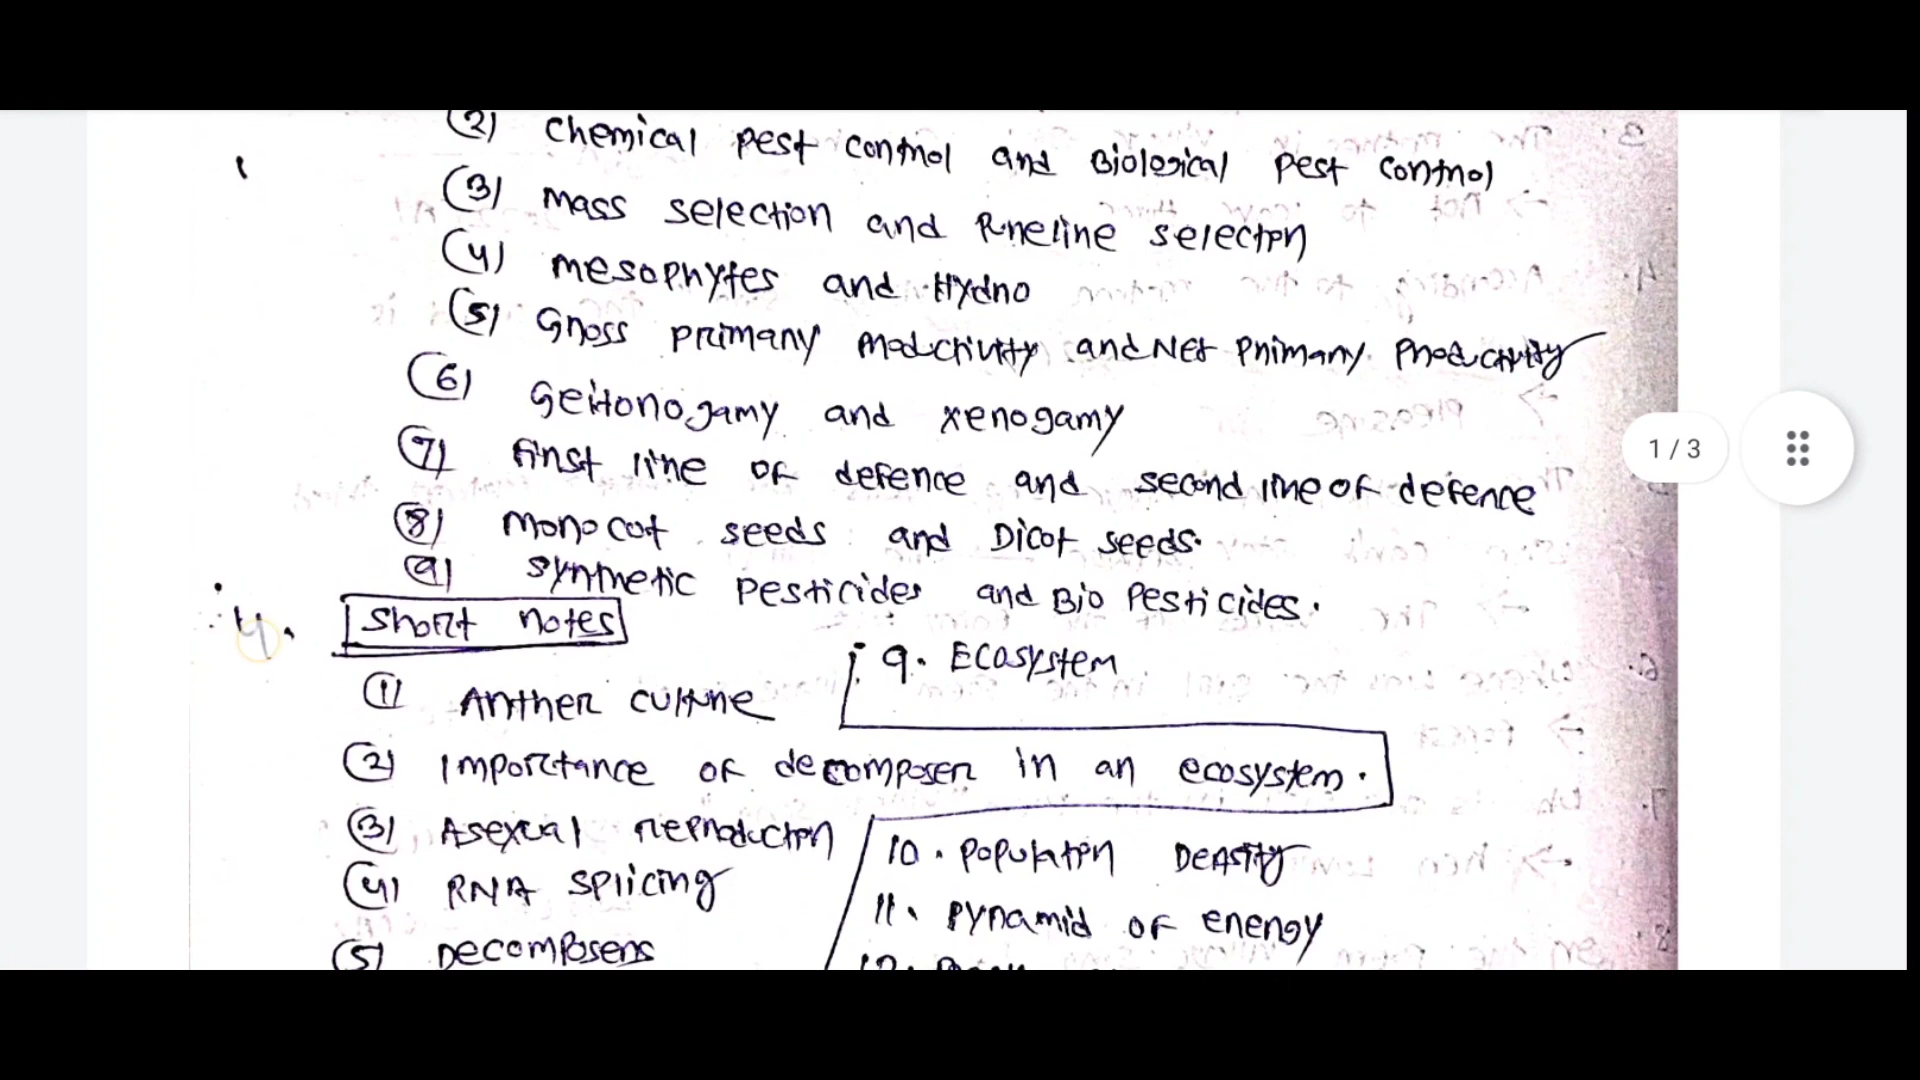 (2) chemical pest control and Biological pest control
(3) mass selection and Pureline selection
(4) mesophytes and Hydro
(5) Gross primary productivity and Net primary productivity
(6) Geitonogamy and xenogamy
(7) first line of defence and second line of defence
(8) monocot seeds and Dicot seeds.
(9) synthetic pesticides and Bio pesticides.
4. short notes
9. Ecosystem
(1) Anther culture
(2) Importance of decomposer in an ecosystem.
(3) Asexual reproduction
10. population Density
(4) RNA splicing
11. pyramid of energy
(5) Decomposers
12.
1 / 3